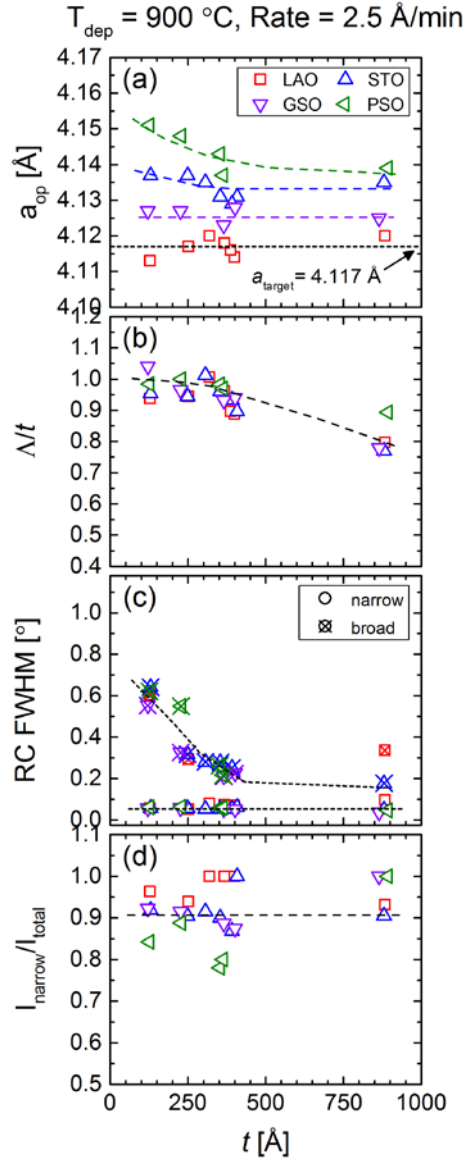 T_dep = 900 °C, Rate = 2.5 Å/min
(a)
LAO STO
GSO PSO
4.16
4.15
4.14
4.13
4.12
4.11
4.10
a_op [Å]
a_target = 4.117 Å
(b)
1.2
1.1
1.0
0.9
0.8
0.7
0.6
0.5
0.4
Λ/t
(c)
narrow
broad
1.0
0.8
0.6
0.4
0.2
0.0
RC FWHM [°]
(d)
1.1
1.0
0.9
0.8
0.7
0.6
0.5
I_narrow/I_total
0 250 500 750 1000
t [Å]